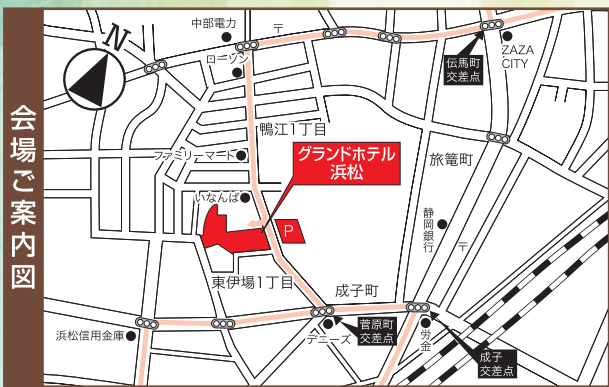 会場ご案内図
N
中部電力
〒
ローソン
伝馬町
交差点
ZAZA
CITY
鴨江1丁目
ファミリーマート
グランドホテル
浜松
旅篭町
いなんば
P
静岡銀行
〒
東伊場1丁目
成子町
浜松信用金庫
デニーズ
菅原町
交差点
労金
成子
交差点